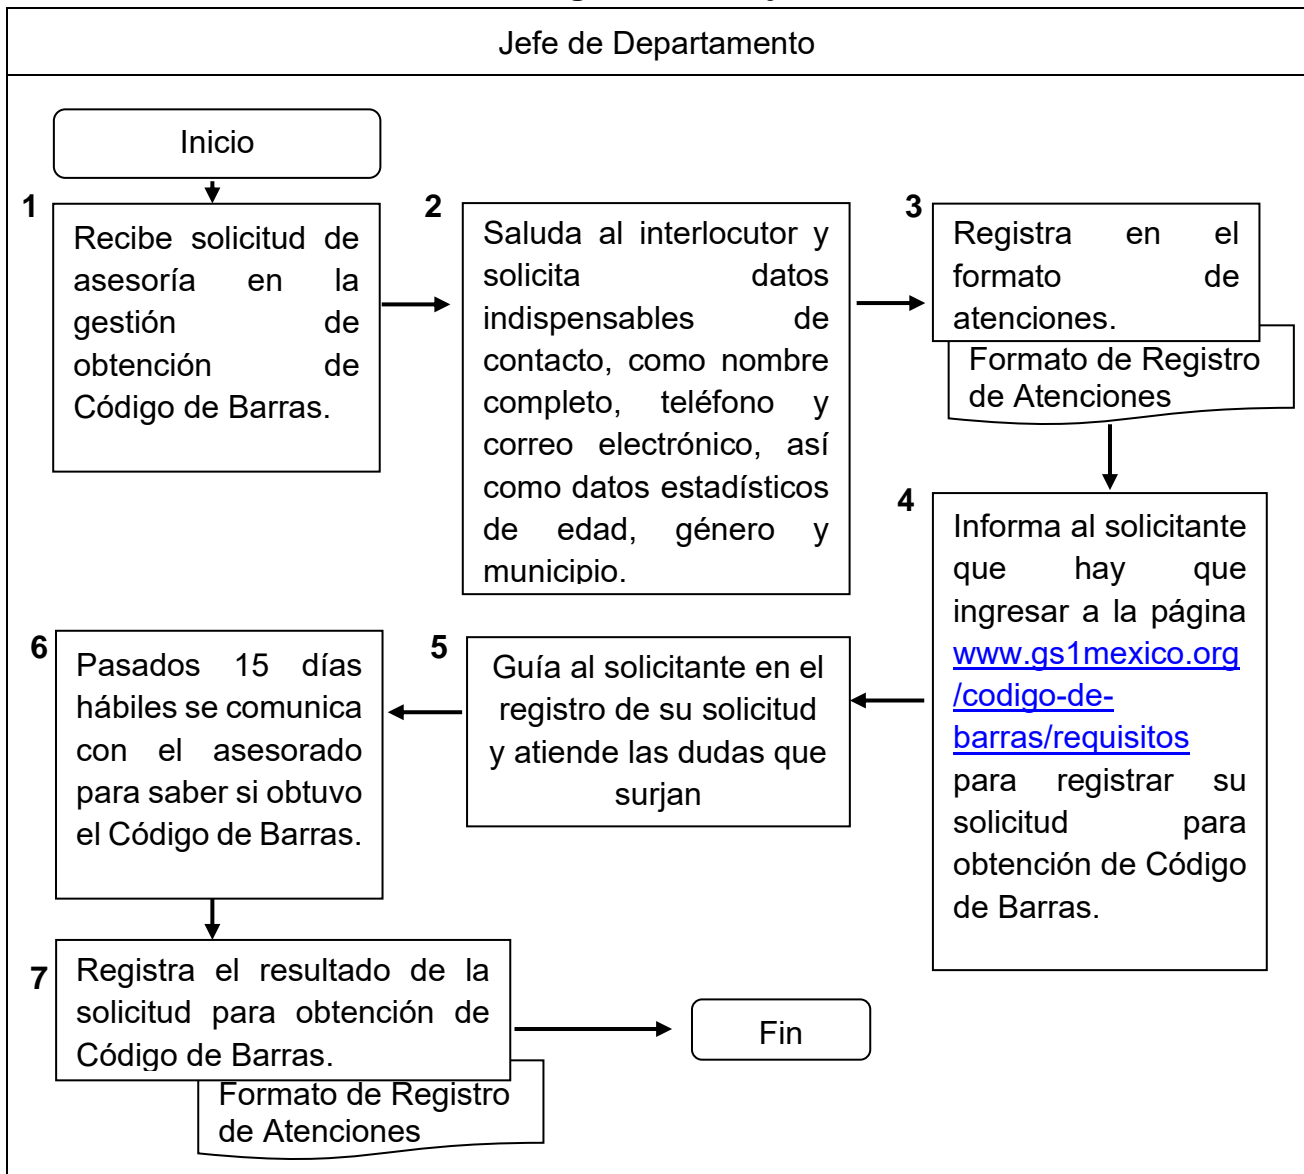 Jefe de Departamento
Inicio
1
Recibe solicitud de
asesoría en la
gestión de
obtención de
Código de Barras.
2
Saluda al interlocutor y
solicita datos
indispensables de
contacto, como nombre
completo, teléfono y
correo electrónico, así
como datos estadísticos
de edad, género y
municipio.
3
Registra en el
formato de
atenciones.
Formato de Registro
de Atenciones
4
Informa al solicitante
que hay que
ingresar a la página
www.gs1mexico.org
/codigo-de-
barras/requisitos
para registrar su
solicitud para
obtención de Código
de Barras.
5
Guía al solicitante en el
registro de su solicitud
y atiende las dudas que
surjan
6
Pasados 15 días
hábiles se comunica
con el asesorado
para saber si obtuvo
el Código de Barras.
7
Registra el resultado de la
solicitud para obtención de
Código de Barras.
Formato de Registro
de Atenciones
Fin